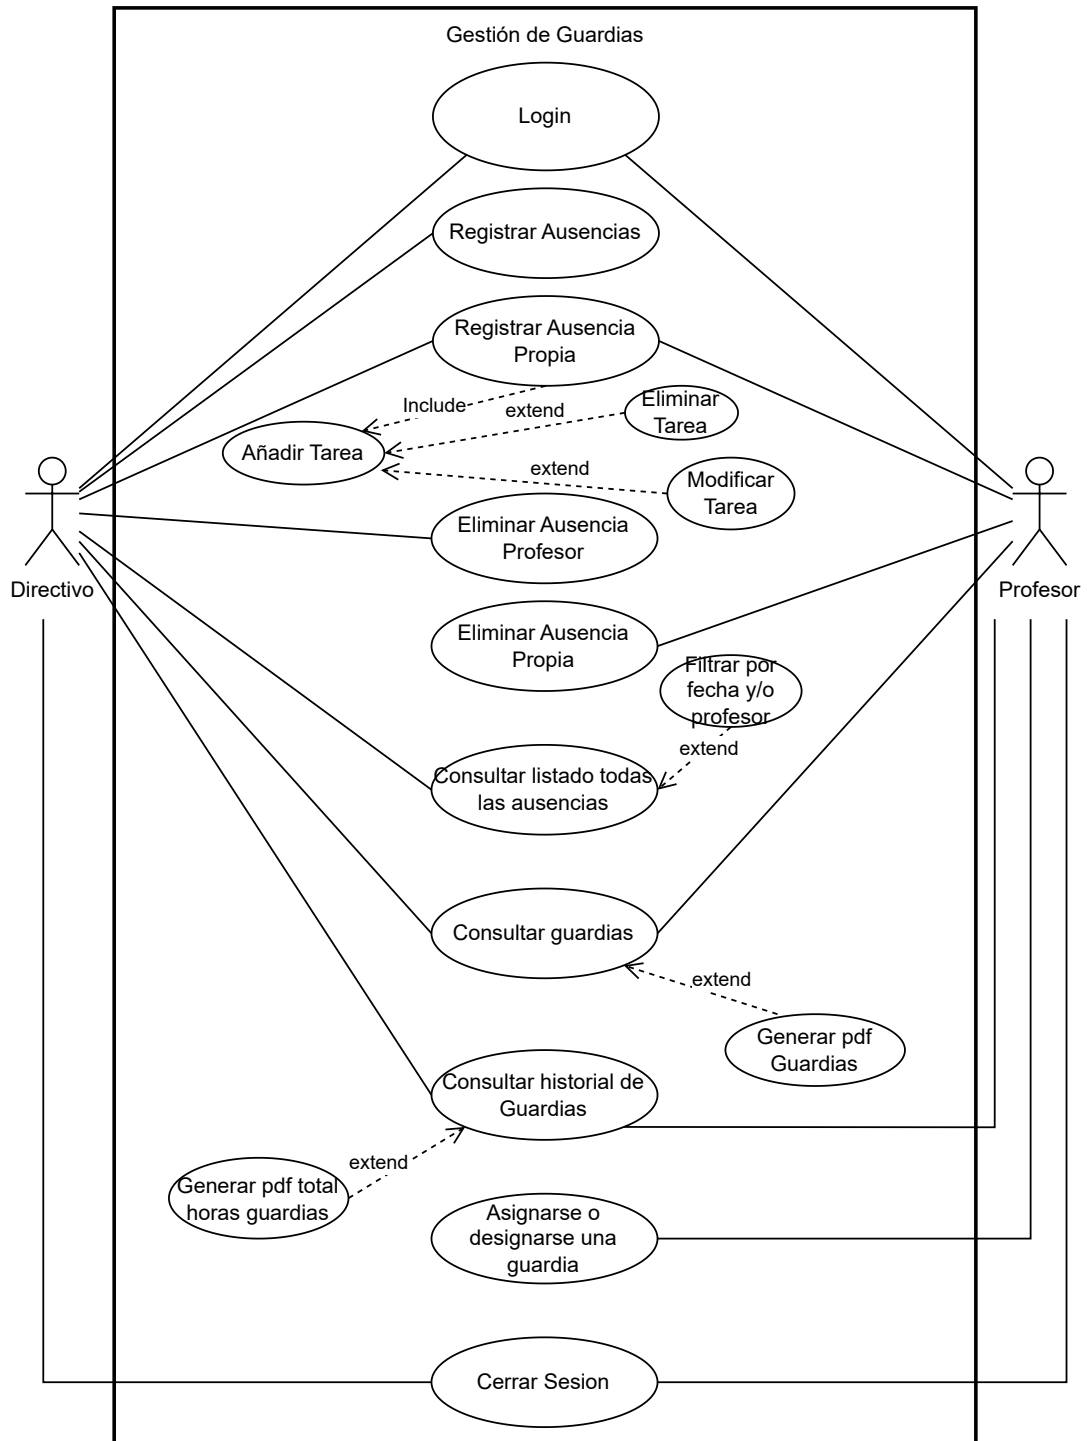 Gestión de Guardias
Login
Registrar Ausencias
Registrar Ausencia
Propia
Include
extend
Eliminar
Tarea
Añadir Tarea
extend
Modificar
Tarea
Eliminar Ausencia
Profesor
Directivo
Profesor
Eliminar Ausencia
Propia
Filtrar por
fecha y/o
profesor
extend
Consultar listado todas
las ausencias
Consultar guardias
extend
Generar pdf
Guardias
Consultar historial de
Guardias
extend
Generar pdf total
horas guardias
Asignarse o
designarse una
guardia
Cerrar Sesion